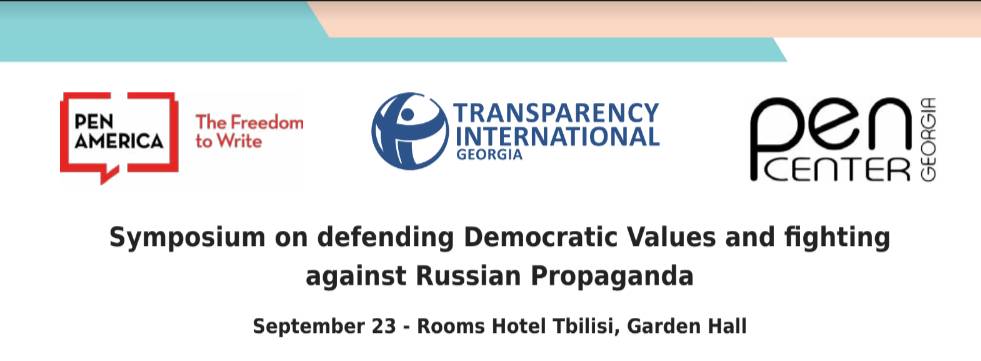 PEN
AMERICA
The Freedom
to Write
TRANSPARENCY
INTERNATIONAL
GEORGIA
pen
CENTER
GEORGIA
Symposium on defending Democratic Values and fighting
against Russian Propaganda
September 23 - Rooms Hotel Tbilisi, Garden Hall